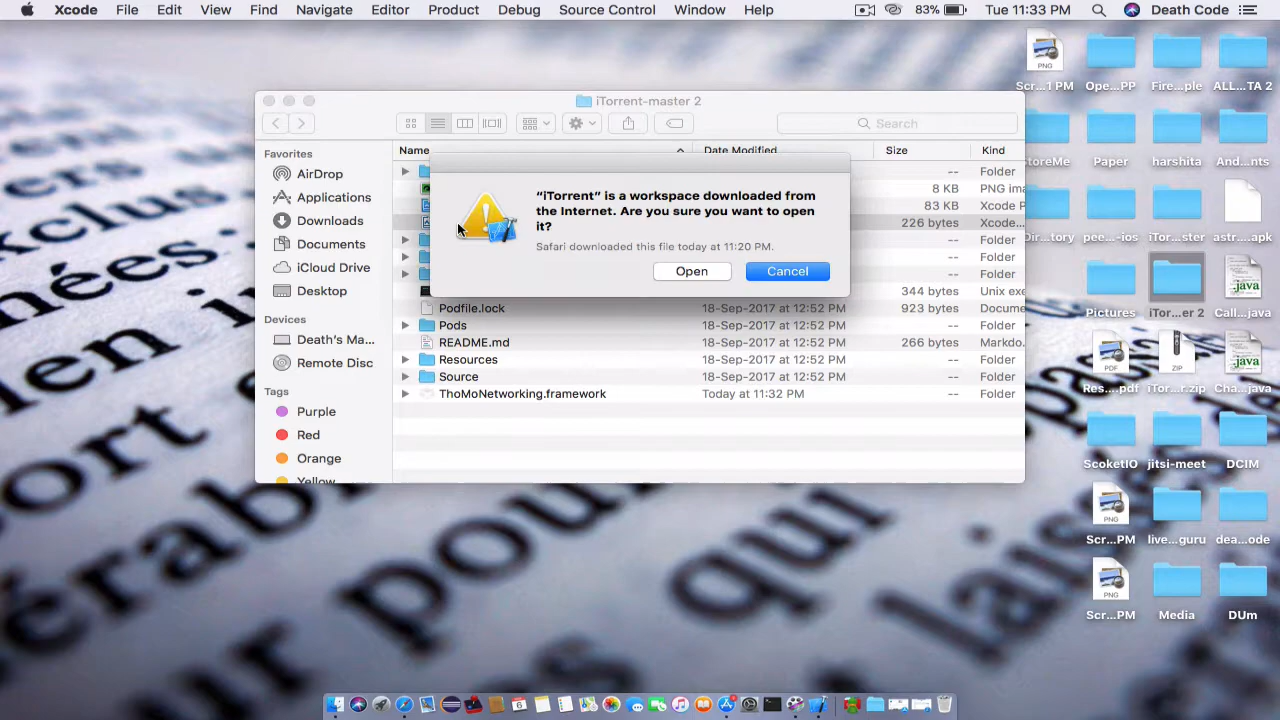 Xcode File Edit View Find Navigate Editor Product Debug Source Control Window Help 83% Tue 11:33 PM Death Code
iTorrent-master 2
Search
Favorites
AirDrop
Applications
Downloads
Documents
iCloud Drive
Desktop
Devices
Death's Ma...
Remote Disc
Tags
Purple
Red
Orange
Yellow
Name Date Modified Size Kind
-- Folder
8 KB PNG ima
83 KB Xcode P
226 bytes Xcode...
-- Folder
-- Folder
-- Folder
344 bytes Unix exe
Podfile.lock 18-Sep-2017 at 12:52 PM 923 bytes Docume
Pods 18-Sep-2017 at 12:52 PM -- Folder
README.md 18-Sep-2017 at 12:52 PM 266 bytes Markdo.
Resources 18-Sep-2017 at 12:52 PM -- Folder
Source 18-Sep-2017 at 12:52 PM -- Folder
ThoMoNetworking.framework Today at 11:32 PM -- Folder
“iTorrent” is a workspace downloaded from
the Internet. Are you sure you want to open
it?
Safari downloaded this file today at 11:20 PM.
Open Cancel
PNG
Scr...1 PM Ope...PP Fire...ple ALL...TA 2
toreMe Paper harshita And...nts
tory pee...-ios iTor...ster astr....apk
Pictures iTor...er 2 Call...java
PDF ZIP .java
Res....pdf iTor...r.zip Cha...java
ScoketIO jitsi-meet DCIM
PNG
Scr...PM live...guru dea...ode
PNG
Scr...PM Media DUm